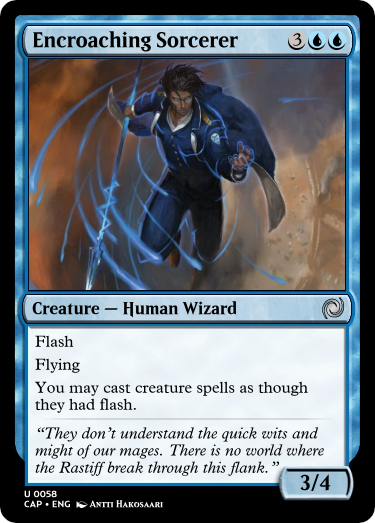 Encroaching Sorcerer 3
Creature — Human Wizard
Flash
Flying
You may cast creature spells as though
they had flash.
“They don’t understand the quick wits and
might of our mages. There is no world where
the Rastiff break through this flank.”
3/4
U 0058
CAP • ENG Antti Hakosaari